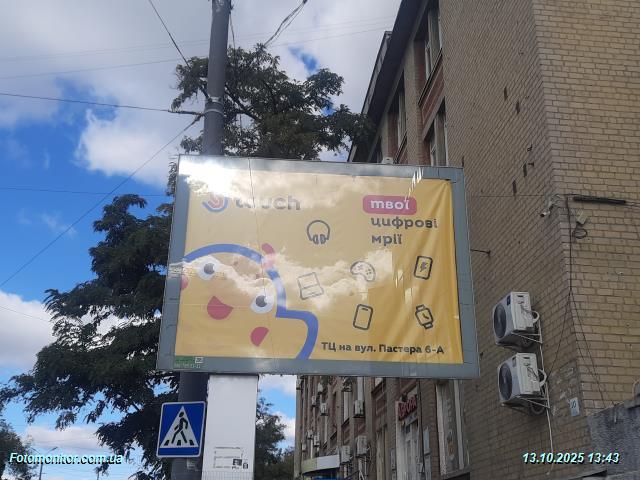 touch
твої
цифрові
мрії
ТЦ на вул. Пастера 6-А
Fotomonitor.com.ua
13.10.2025 13:43